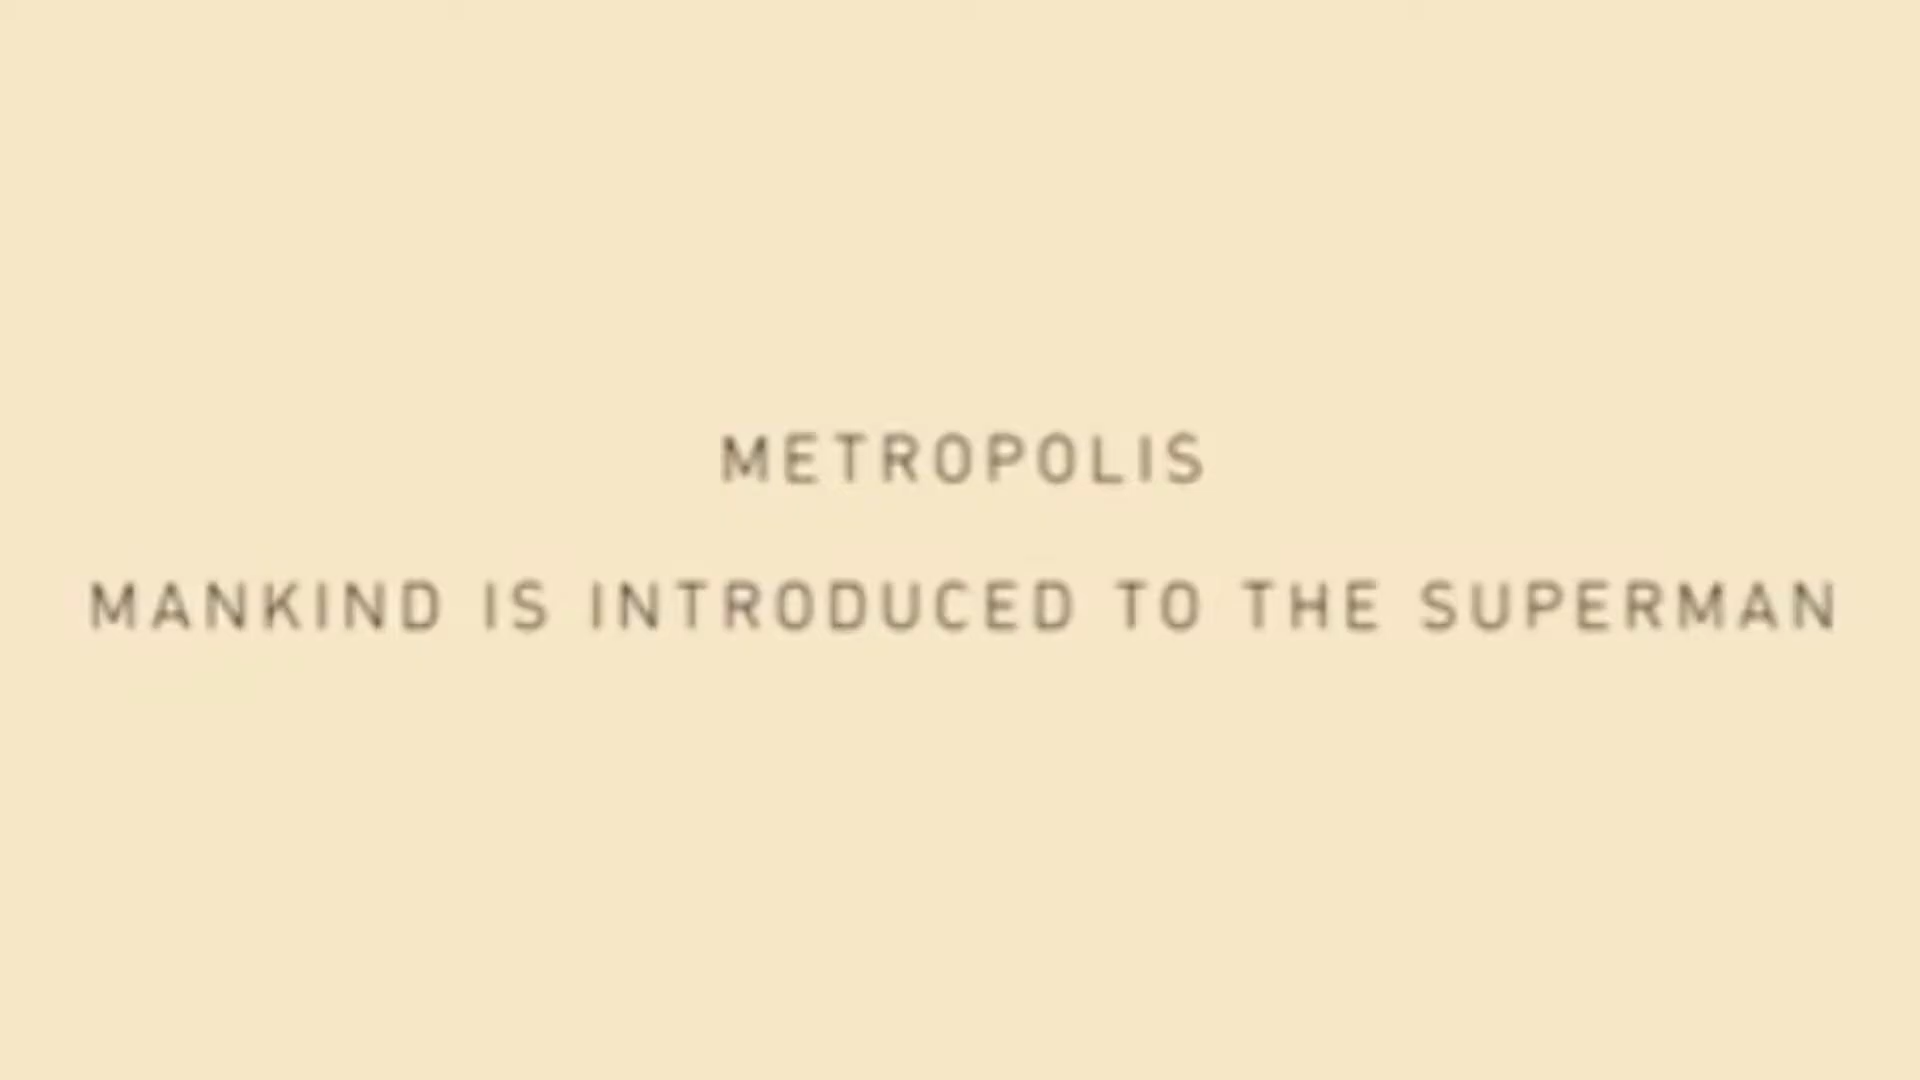 METROPOLIS
MANKIND IS INTRODUCED TO THE SUPERMAN